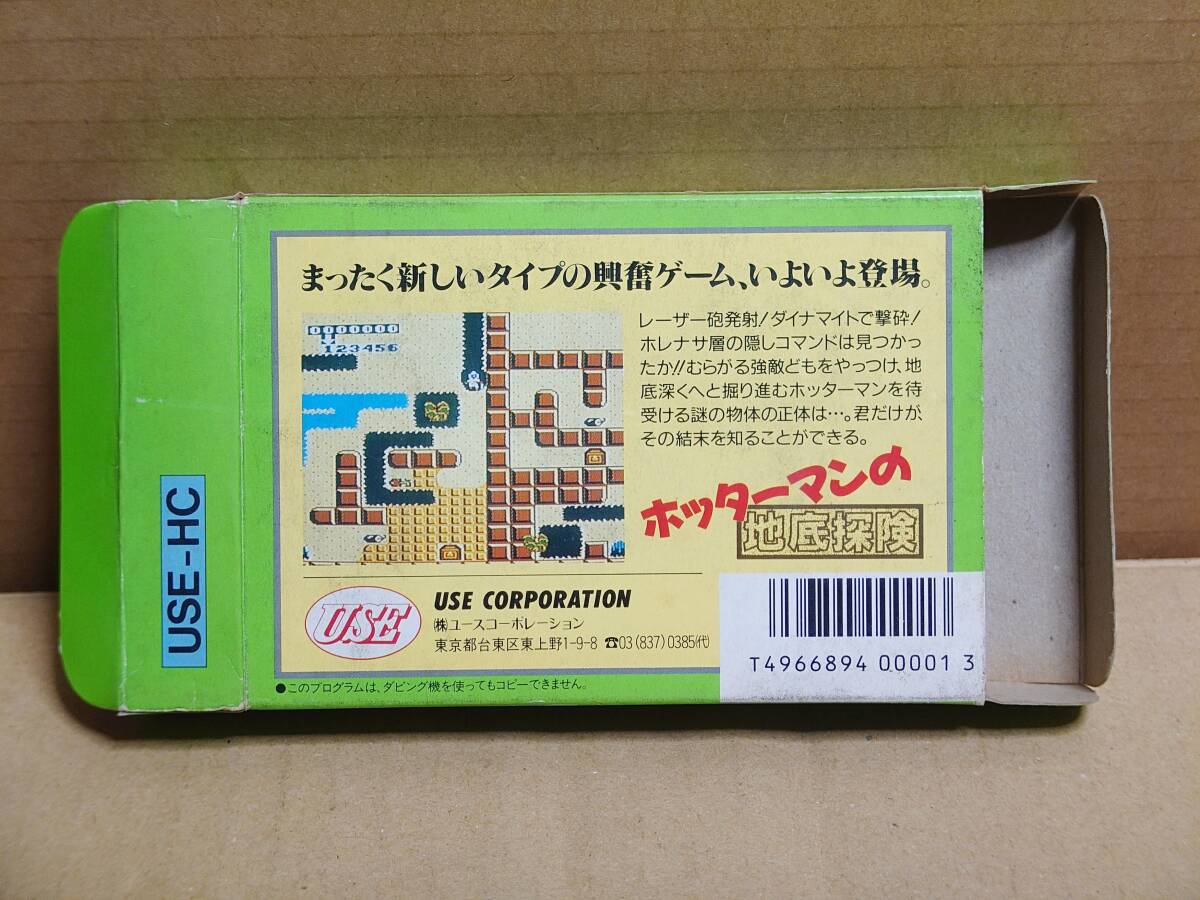 まったく新しいタイプの興奮ゲーム、いよいよ登場。
0000000
123456
レーザー砲発射!ダイナマイトで撃砕!
ホレナサ層の隠しコマンドは見つかっ
たか!!むらがる強敵どもをやっつけ、地
底深くへと掘り進むホッターマンを待
受ける謎の物体の正体は…。君だけが、
その結末を知ることができる。
ホッターマンの
地底探険
USE-HC
USE
USE CORPORATION
㈱ユースコーポレーション
東京都台東区東上野1-9-8 ☎03(837)0385㈹
T4966894 00001 3
●このプログラムは、ダビング機を使ってもコピーできません。